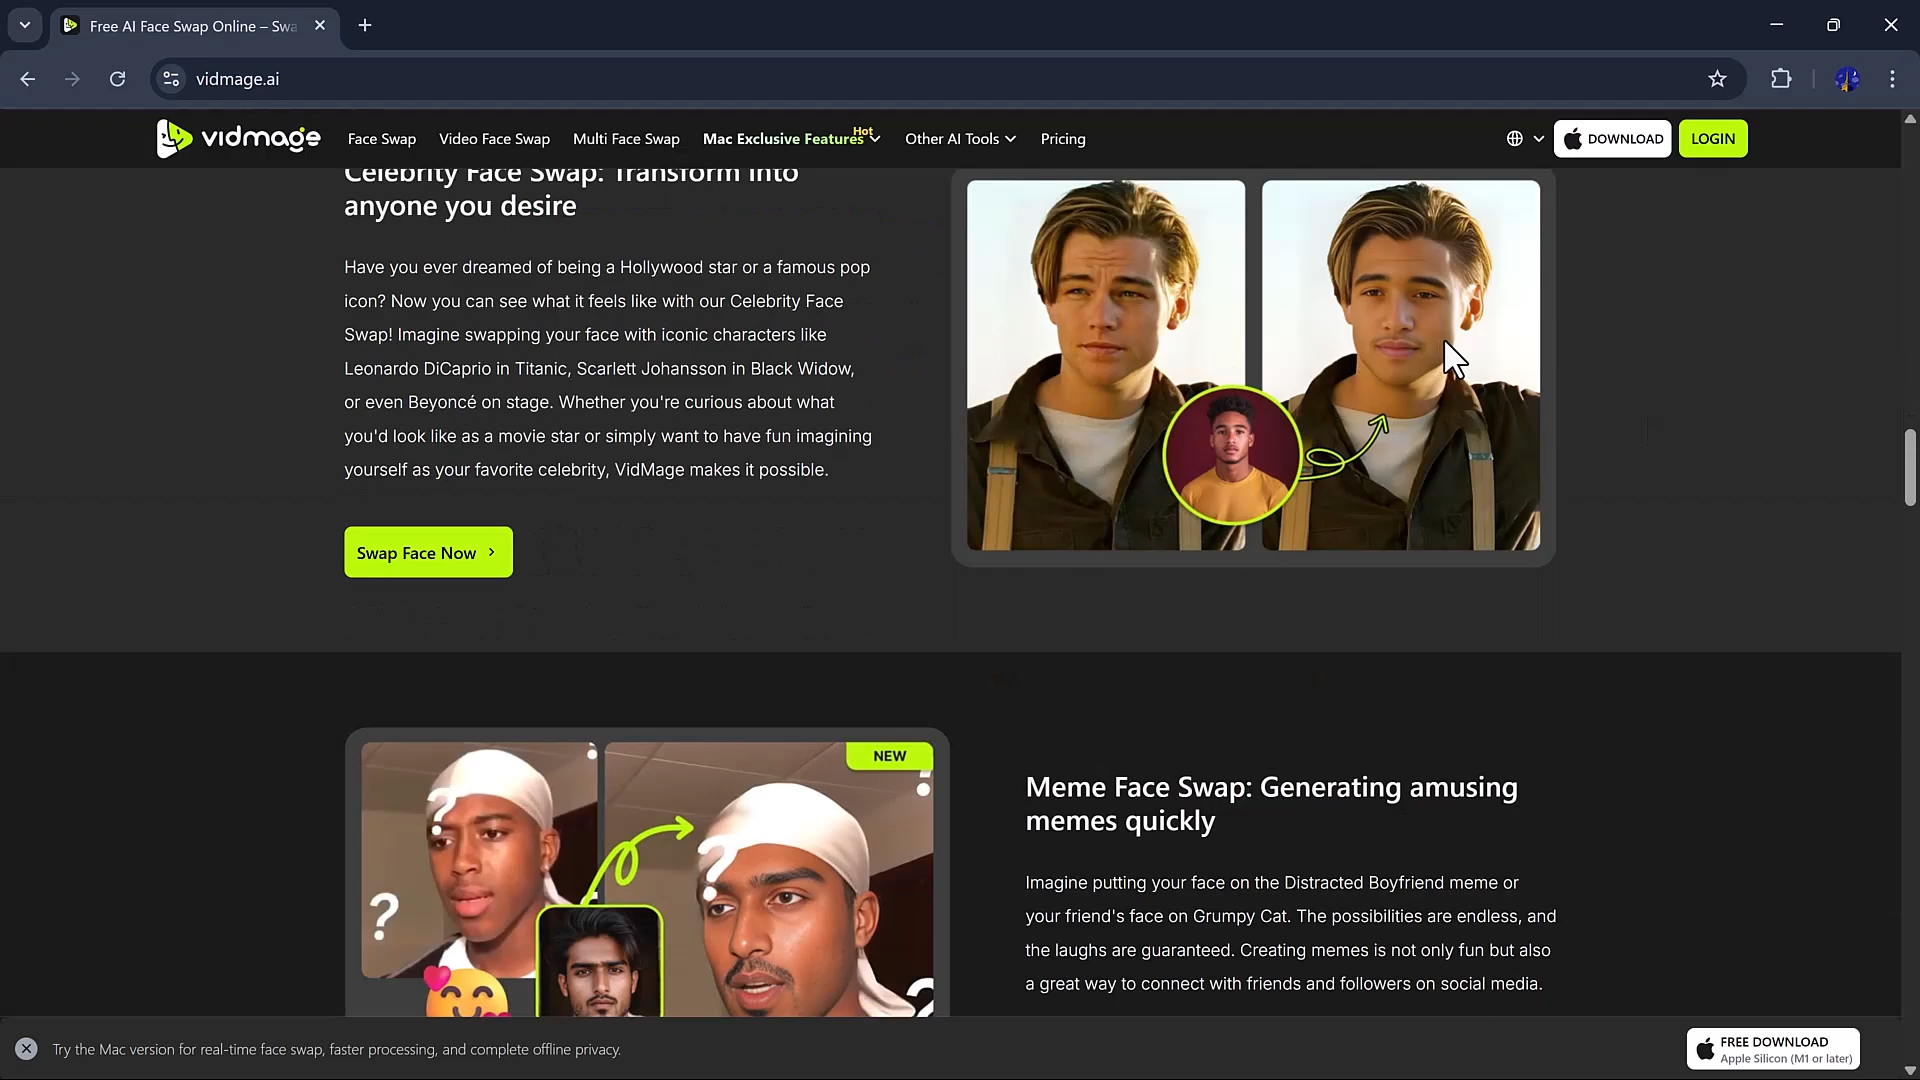 Free AI Face Swap Online – Swa
vidmage.ai
vidmage
Face Swap
Video Face Swap
Multi Face Swap
Mac Exclusive Features
Hot
Other AI Tools
Pricing
DOWNLOAD
LOGIN
Celebrity Face Swap: Transform into
anyone you desire
Have you ever dreamed of being a Hollywood star or a famous pop
icon? Now you can see what it feels like with our Celebrity Face
Swap! Imagine swapping your face with iconic characters like
Leonardo DiCaprio in Titanic, Scarlett Johansson in Black Widow,
or even Beyoncé on stage. Whether you're curious about what
you'd look like as a movie star or simply want to have fun imagining
yourself as your favorite celebrity, VidMage makes it possible.
Swap Face Now
NEW
?
?
?
?
Meme Face Swap: Generating amusing
memes quickly
Imagine putting your face on the Distracted Boyfriend meme or
your friend's face on Grumpy Cat. The possibilities are endless, and
the laughs are guaranteed. Creating memes is not only fun but also
a great way to connect with friends and followers on social media.
Try the Mac version for real-time face swap, faster processing, and complete offline privacy.
FREE DOWNLOAD
Apple Silicon (M1 or later)